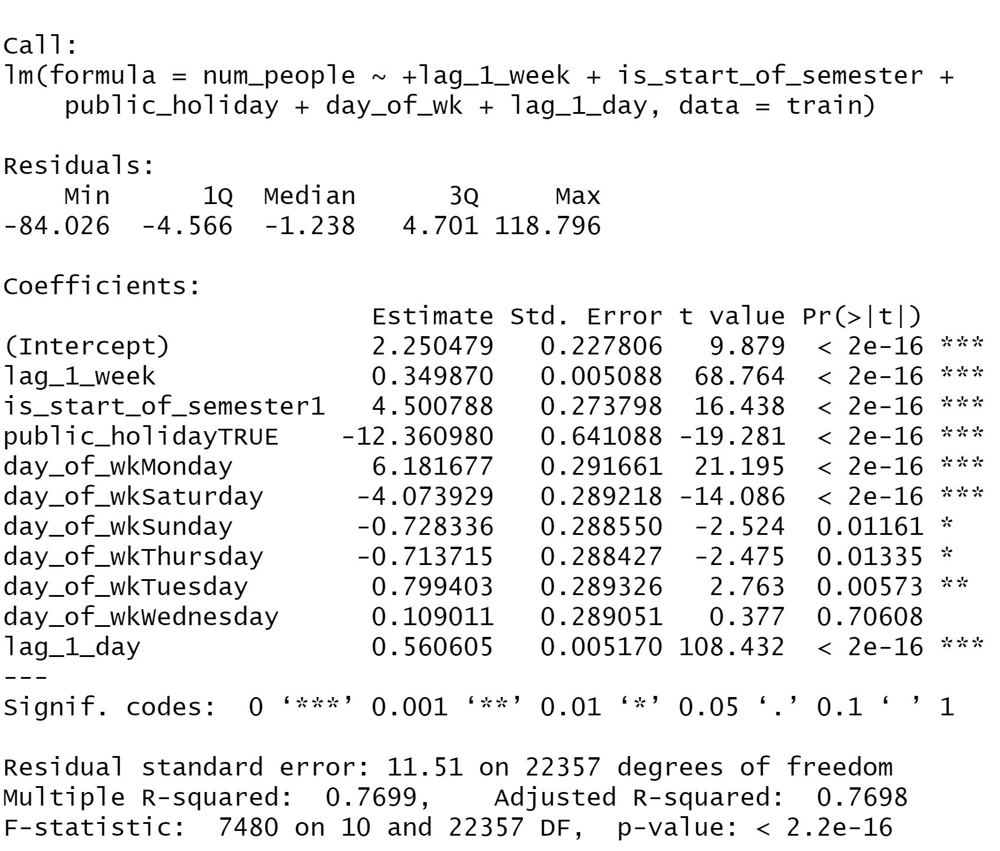 Call:
lm(formula = num_people ~ +lag_1_week + is_start_of_semester +
    public_holiday + day_of_wk + lag_1_day, data = train)

Residuals:
    Min      1Q  Median      3Q     Max
-84.026  -4.566  -1.238   4.701 118.796

Coefficients:
                        Estimate Std. Error t value Pr(>|t|)
(Intercept)             2.250479   0.227806   9.879  < 2e-16 ***
lag_1_week              0.349870   0.005088  68.764  < 2e-16 ***
is_start_of_semester1   4.500788   0.273798  16.438  < 2e-16 ***
public_holidayTRUE    -12.360980   0.641088 -19.281  < 2e-16 ***
day_of_wkMonday         6.181677   0.291661  21.195  < 2e-16 ***
day_of_wkSaturday      -4.073929   0.289218 -14.086  < 2e-16 ***
day_of_wkSunday        -0.728336   0.288550  -2.524  0.01161 *
day_of_wkThursday      -0.713715   0.288427  -2.475  0.01335 *
day_of_wkTuesday        0.799403   0.289326   2.763  0.00573 **
day_of_wkWednesday      0.109011   0.289051   0.377  0.70608
lag_1_day               0.560605   0.005170 108.432  < 2e-16 ***
---
Signif. codes:  0 ‘***’ 0.001 ‘**’ 0.01 ‘*’ 0.05 ‘.’ 0.1 ‘ ’ 1

Residual standard error: 11.51 on 22357 degrees of freedom
Multiple R-squared:  0.7699,    Adjusted R-squared:  0.7698
F-statistic:  7480 on 10 and 22357 DF,  p-value: < 2.2e-16